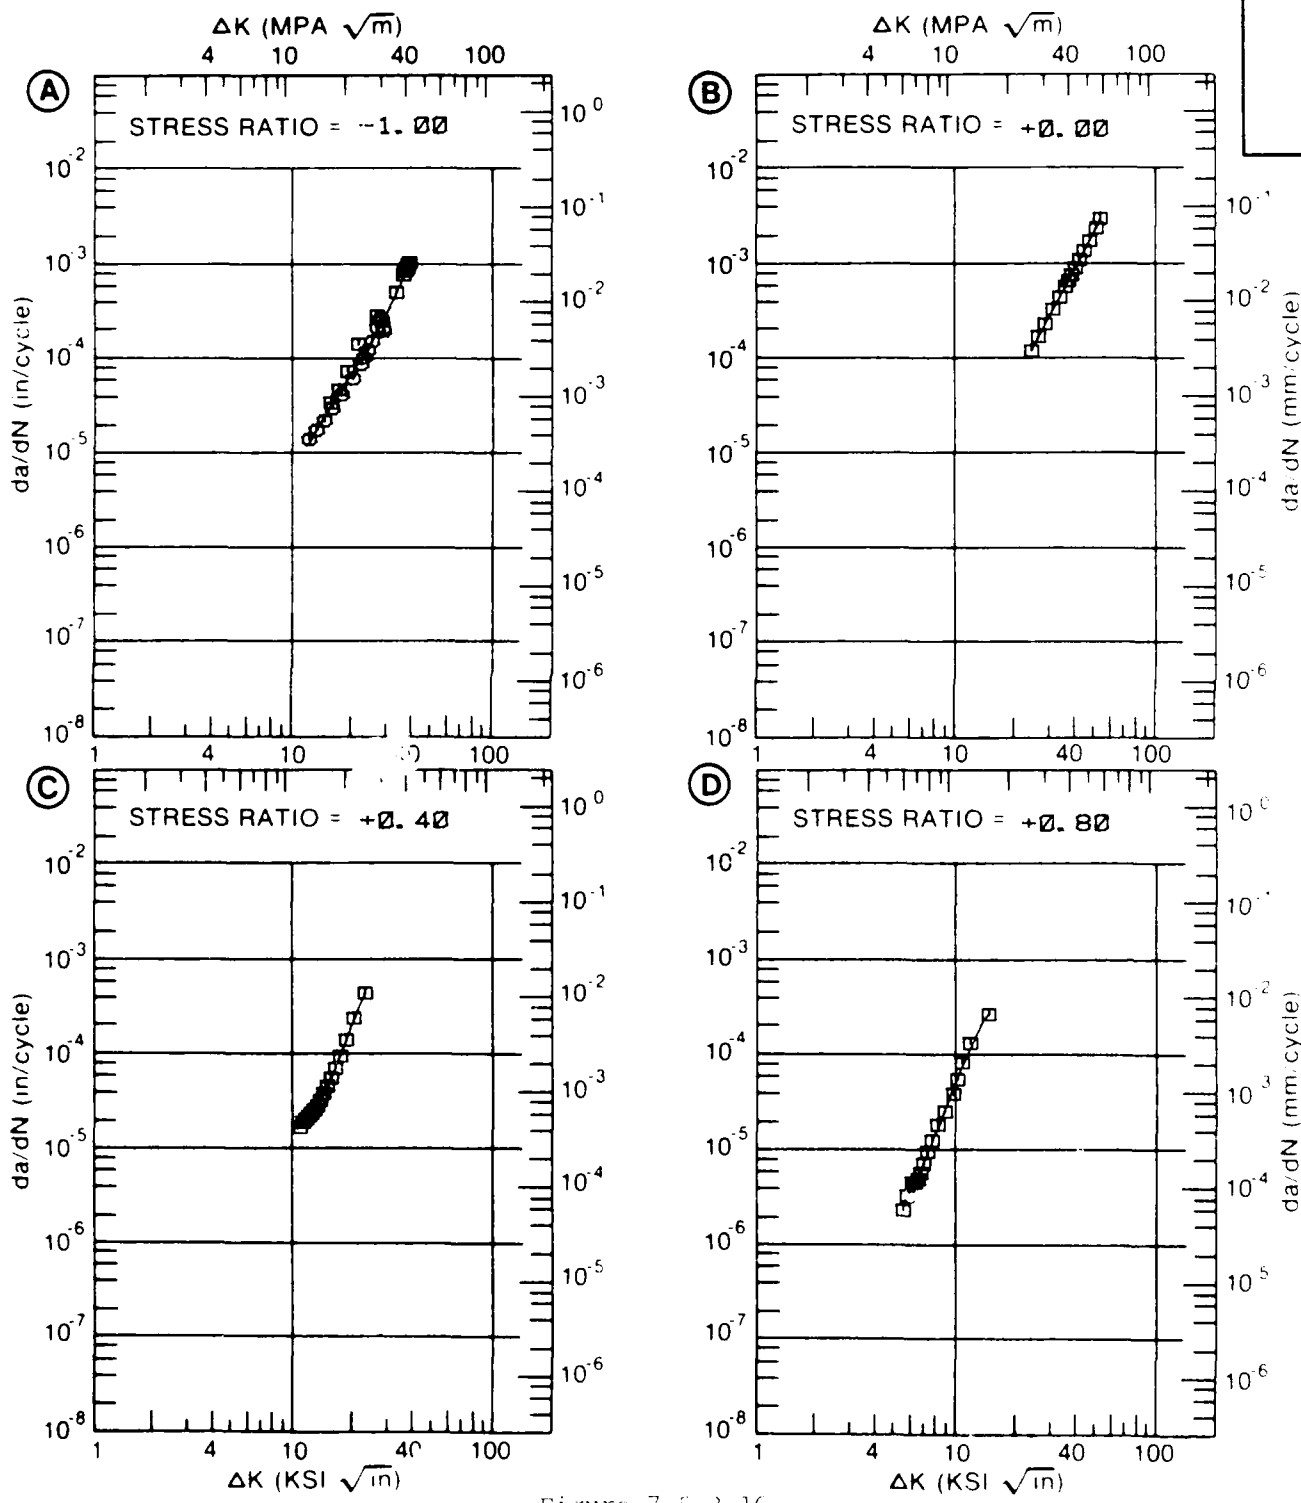 ΔK (MPA √m)
4 10 40 100
A
STRESS RATIO = -1.00
10^0
10^-2
10^-1
10^-3
10^-2
10^-4
10^-3
10^-5
10^-4
10^-6
10^-5
10^-7
10^-6
10^-8
da/dN (in/cycle)
1 4 10 100
ΔK (MPA √m)
4 10 40 100
B
STRESS RATIO = +0.00
10^-2
10^-1
10^-3
10^-2
10^-4
10^-3
10^-5
10^-4
10^-6
10^-5
10^-7
10^-6
10^-8
da/dN (mm/cycle)
1 4 10 40 100
C
STRESS RATIO = +0.40
10^0
10^-2
10^-1
10^-3
10^-2
10^-4
10^-3
10^-5
10^-4
10^-6
10^-5
10^-7
10^-6
10^-8
da/dN (in/cycle)
1 4 10 40 100
ΔK (KSI √in)
D
STRESS RATIO = +0.80
10^0
10^-2
10^-1
10^-3
10^-2
10^-4
10^-3
10^-5
10^-4
10^-6
10^-5
10^-7
10^-6
10^-8
da/dN (mm/cycle)
1 4 10 40 100
ΔK (KSI √in)
Figure